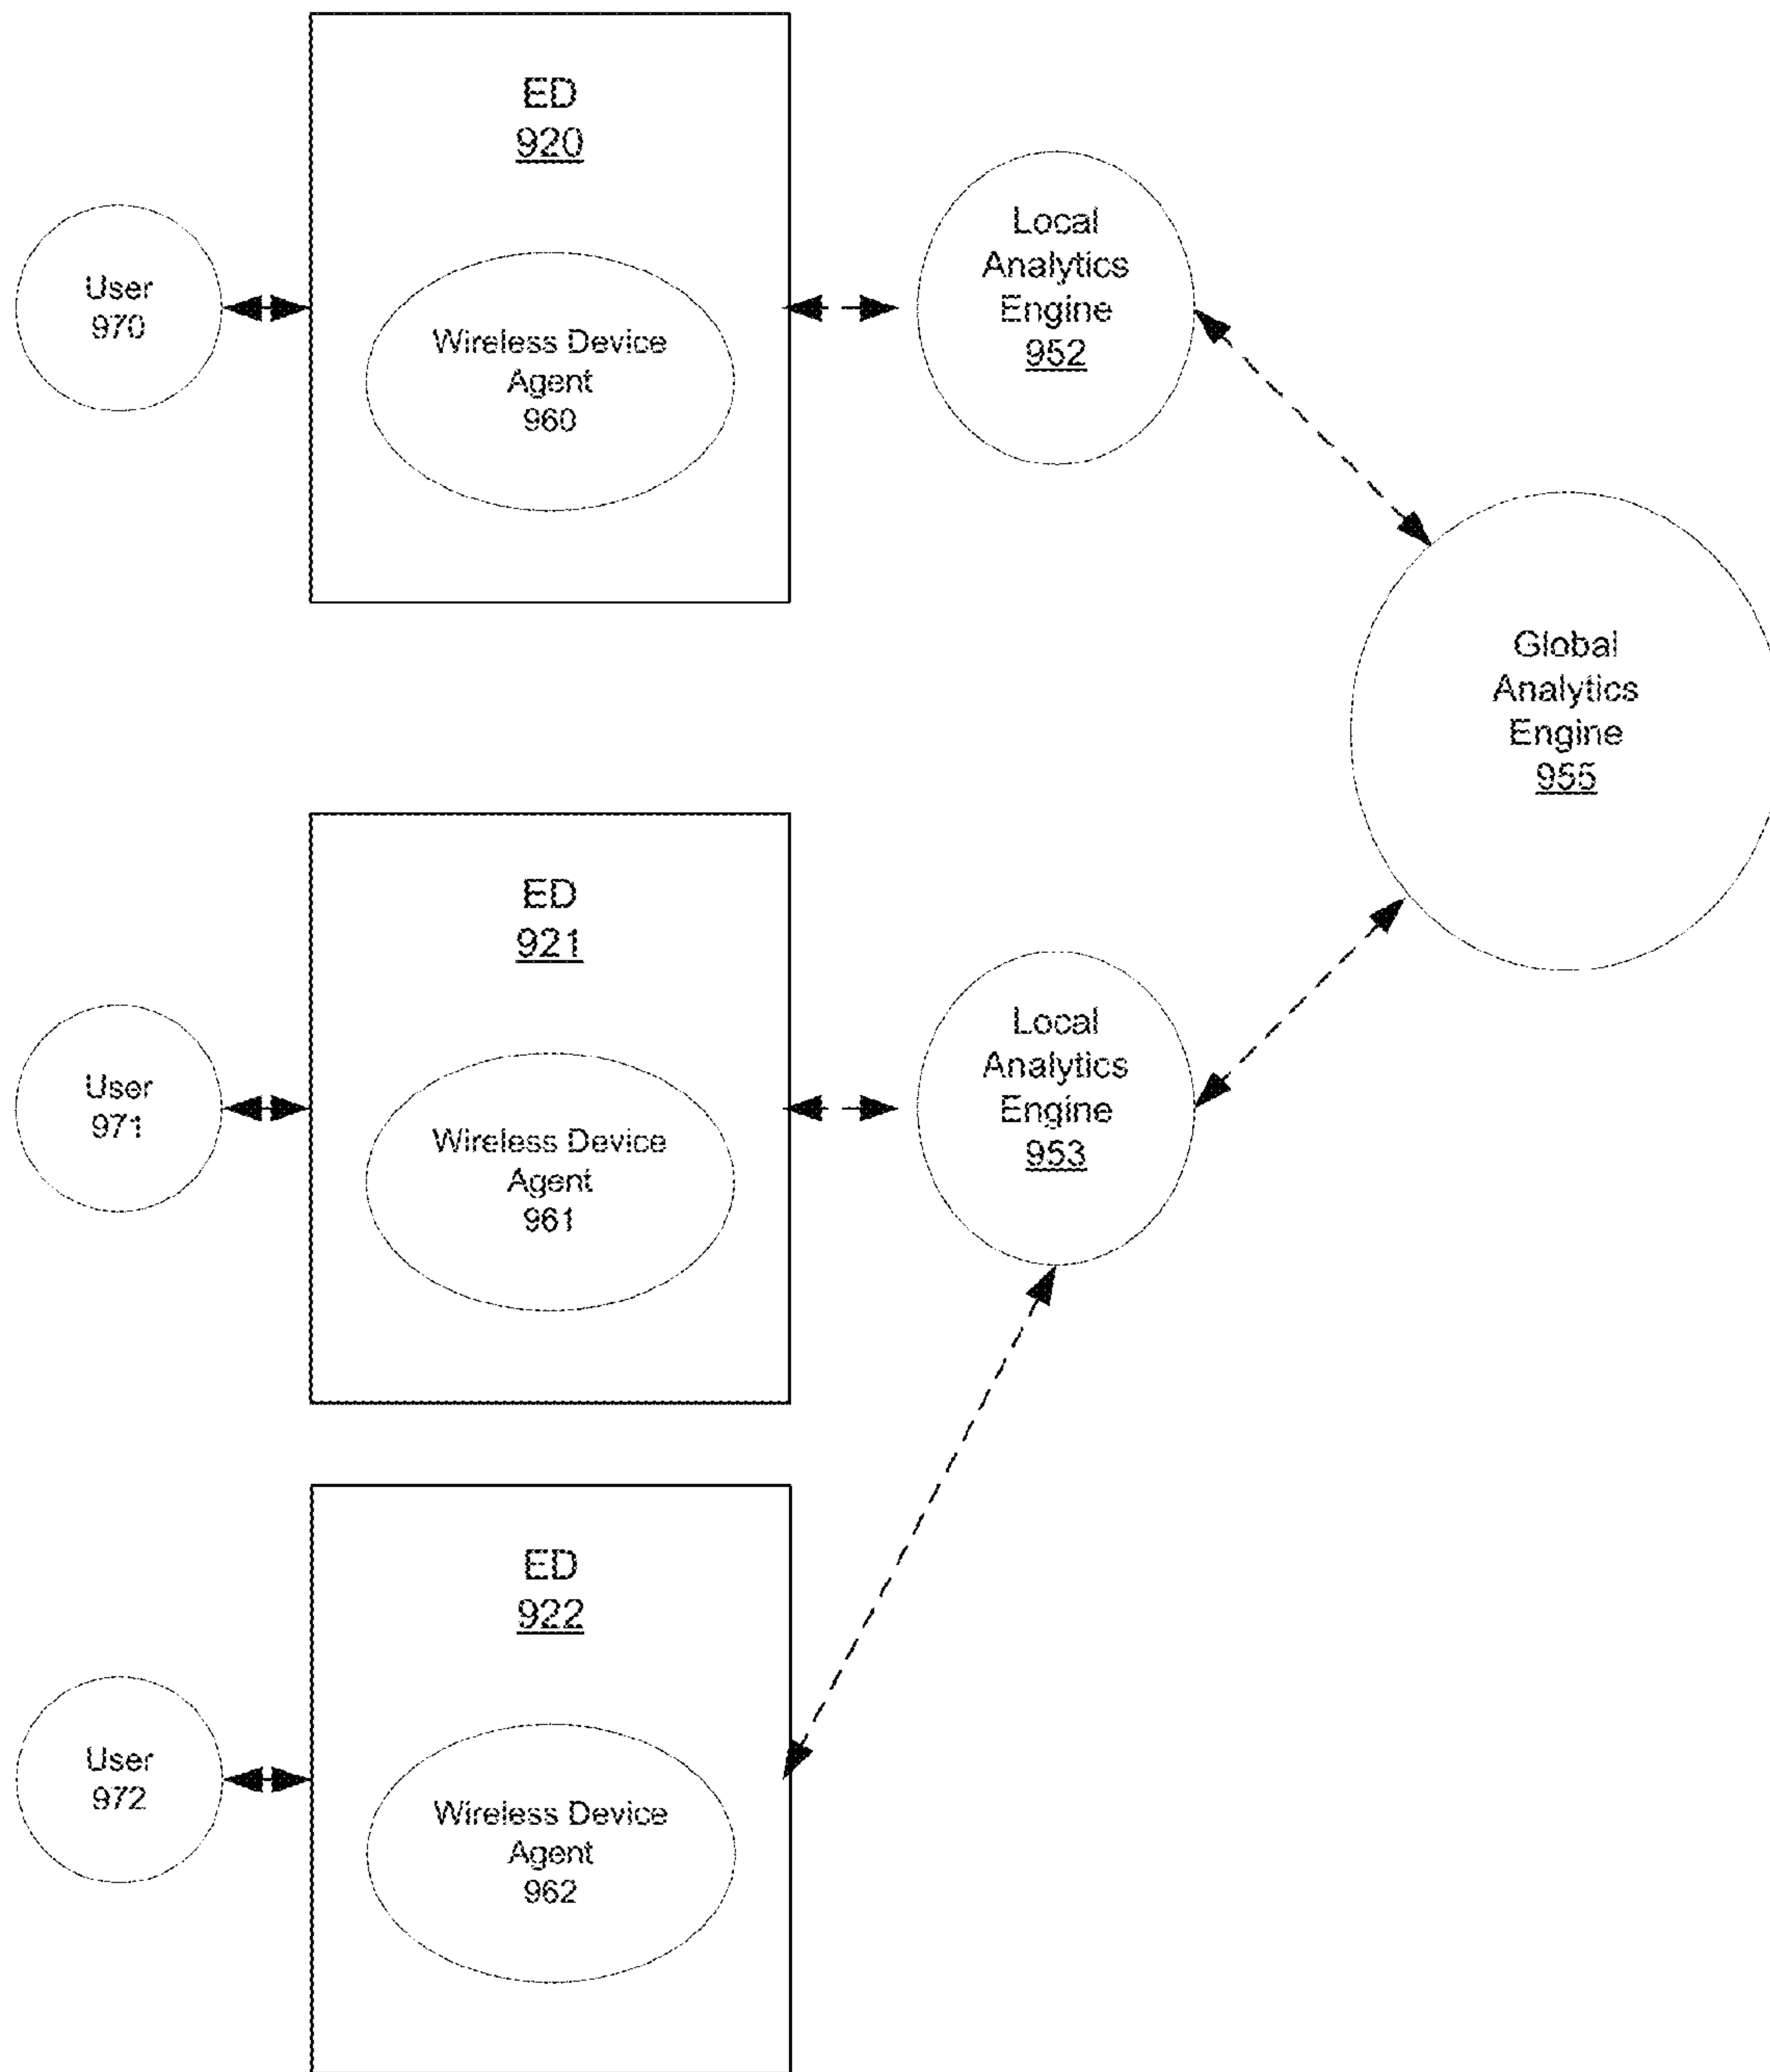 ED
920
User
970
Wireless Device
Agent
960
Local
Analytics
Engine
952
Global
Analytics
Engine
955
ED
921
User
971
Wireless Device
Agent
961
Local
Analytics
Engine
953
ED
922
User
972
Wireless Device
Agent
962